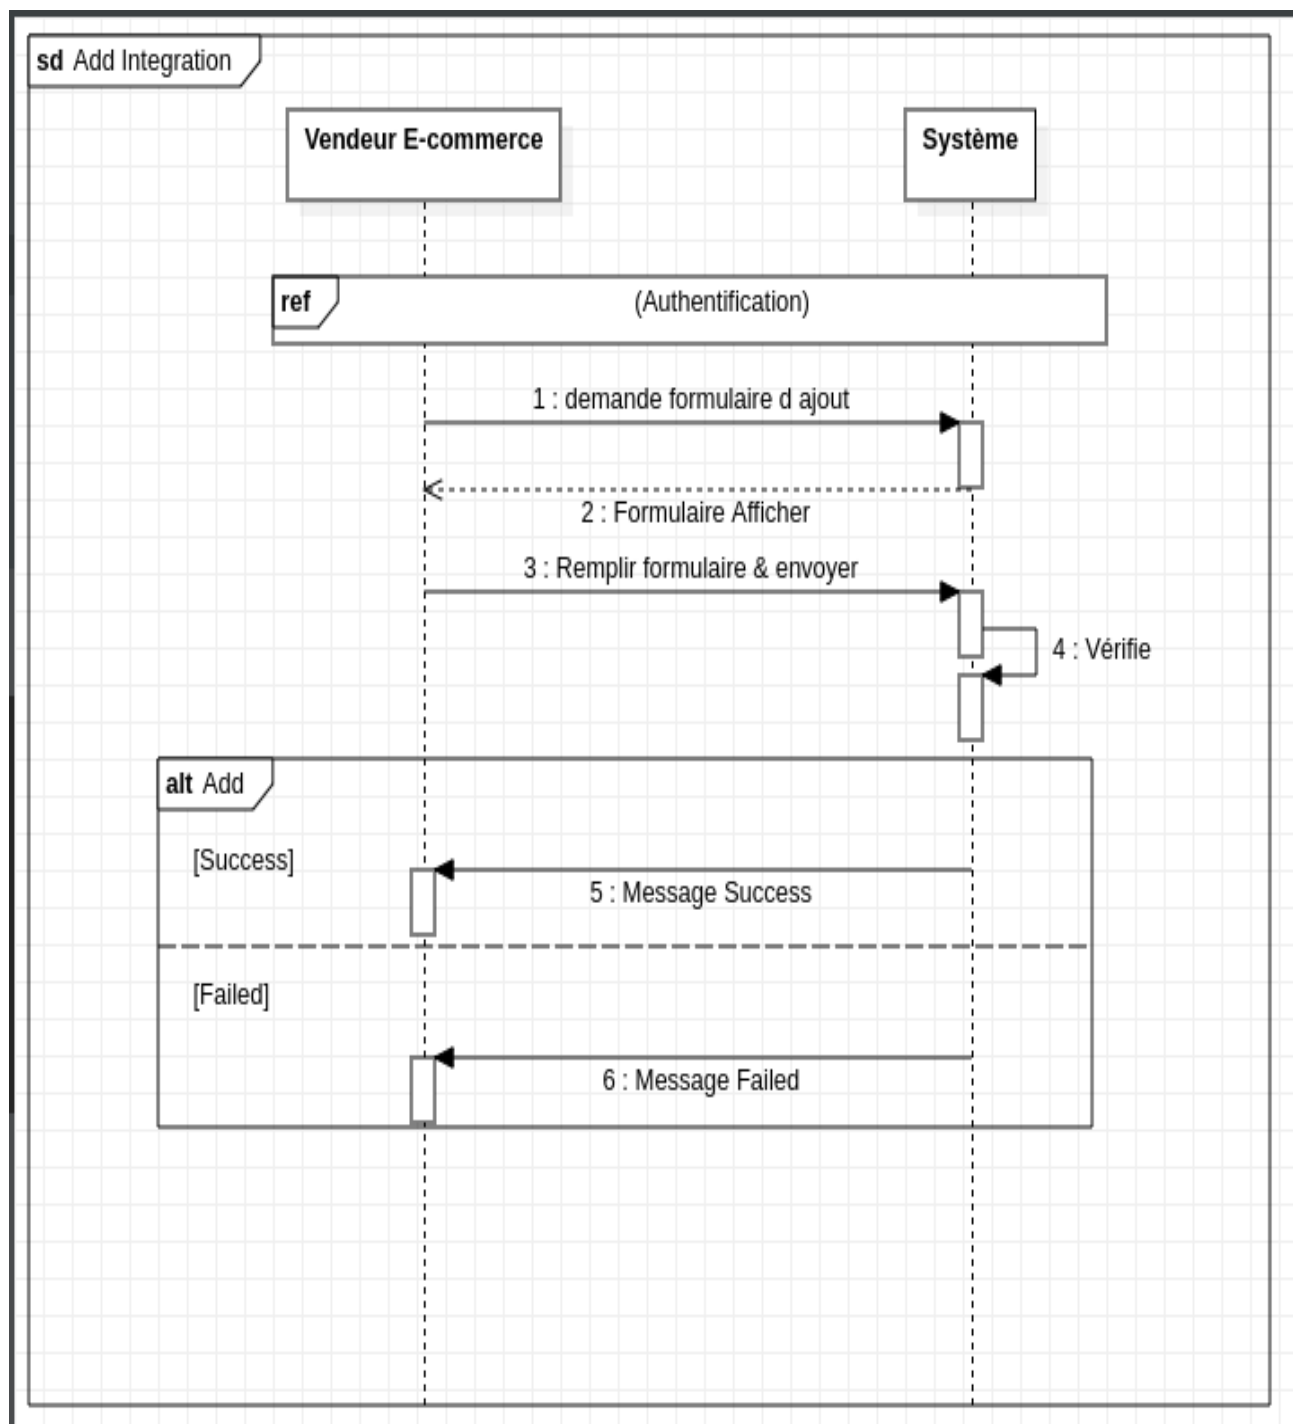 sd Add Integration
Vendeur E-commerce
Système
ref
(Authentification)
1 : demande formulaire d ajout
2 : Formulaire Afficher
3 : Remplir formulaire & envoyer
4 : Vérifie
alt Add
[Success]
5 : Message Success
[Failed]
6 : Message Failed